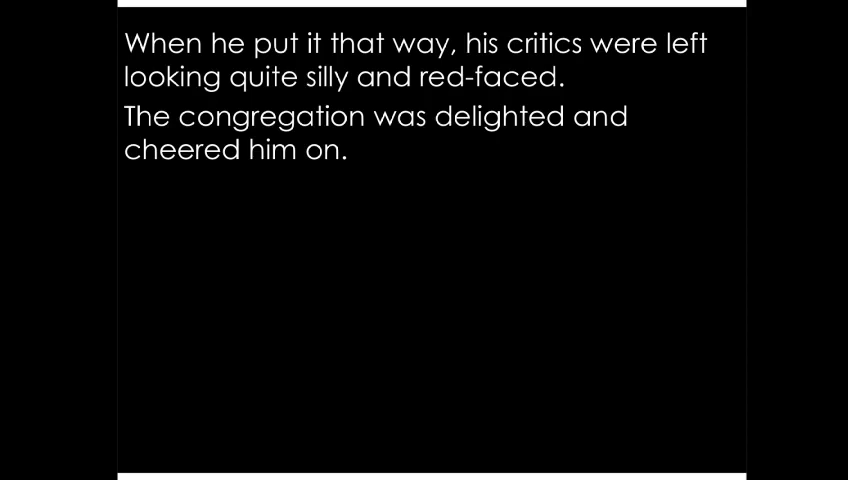 When he put it that way, his critics were left
looking quite silly and red-faced.
The congregation was delighted and
cheered him on.